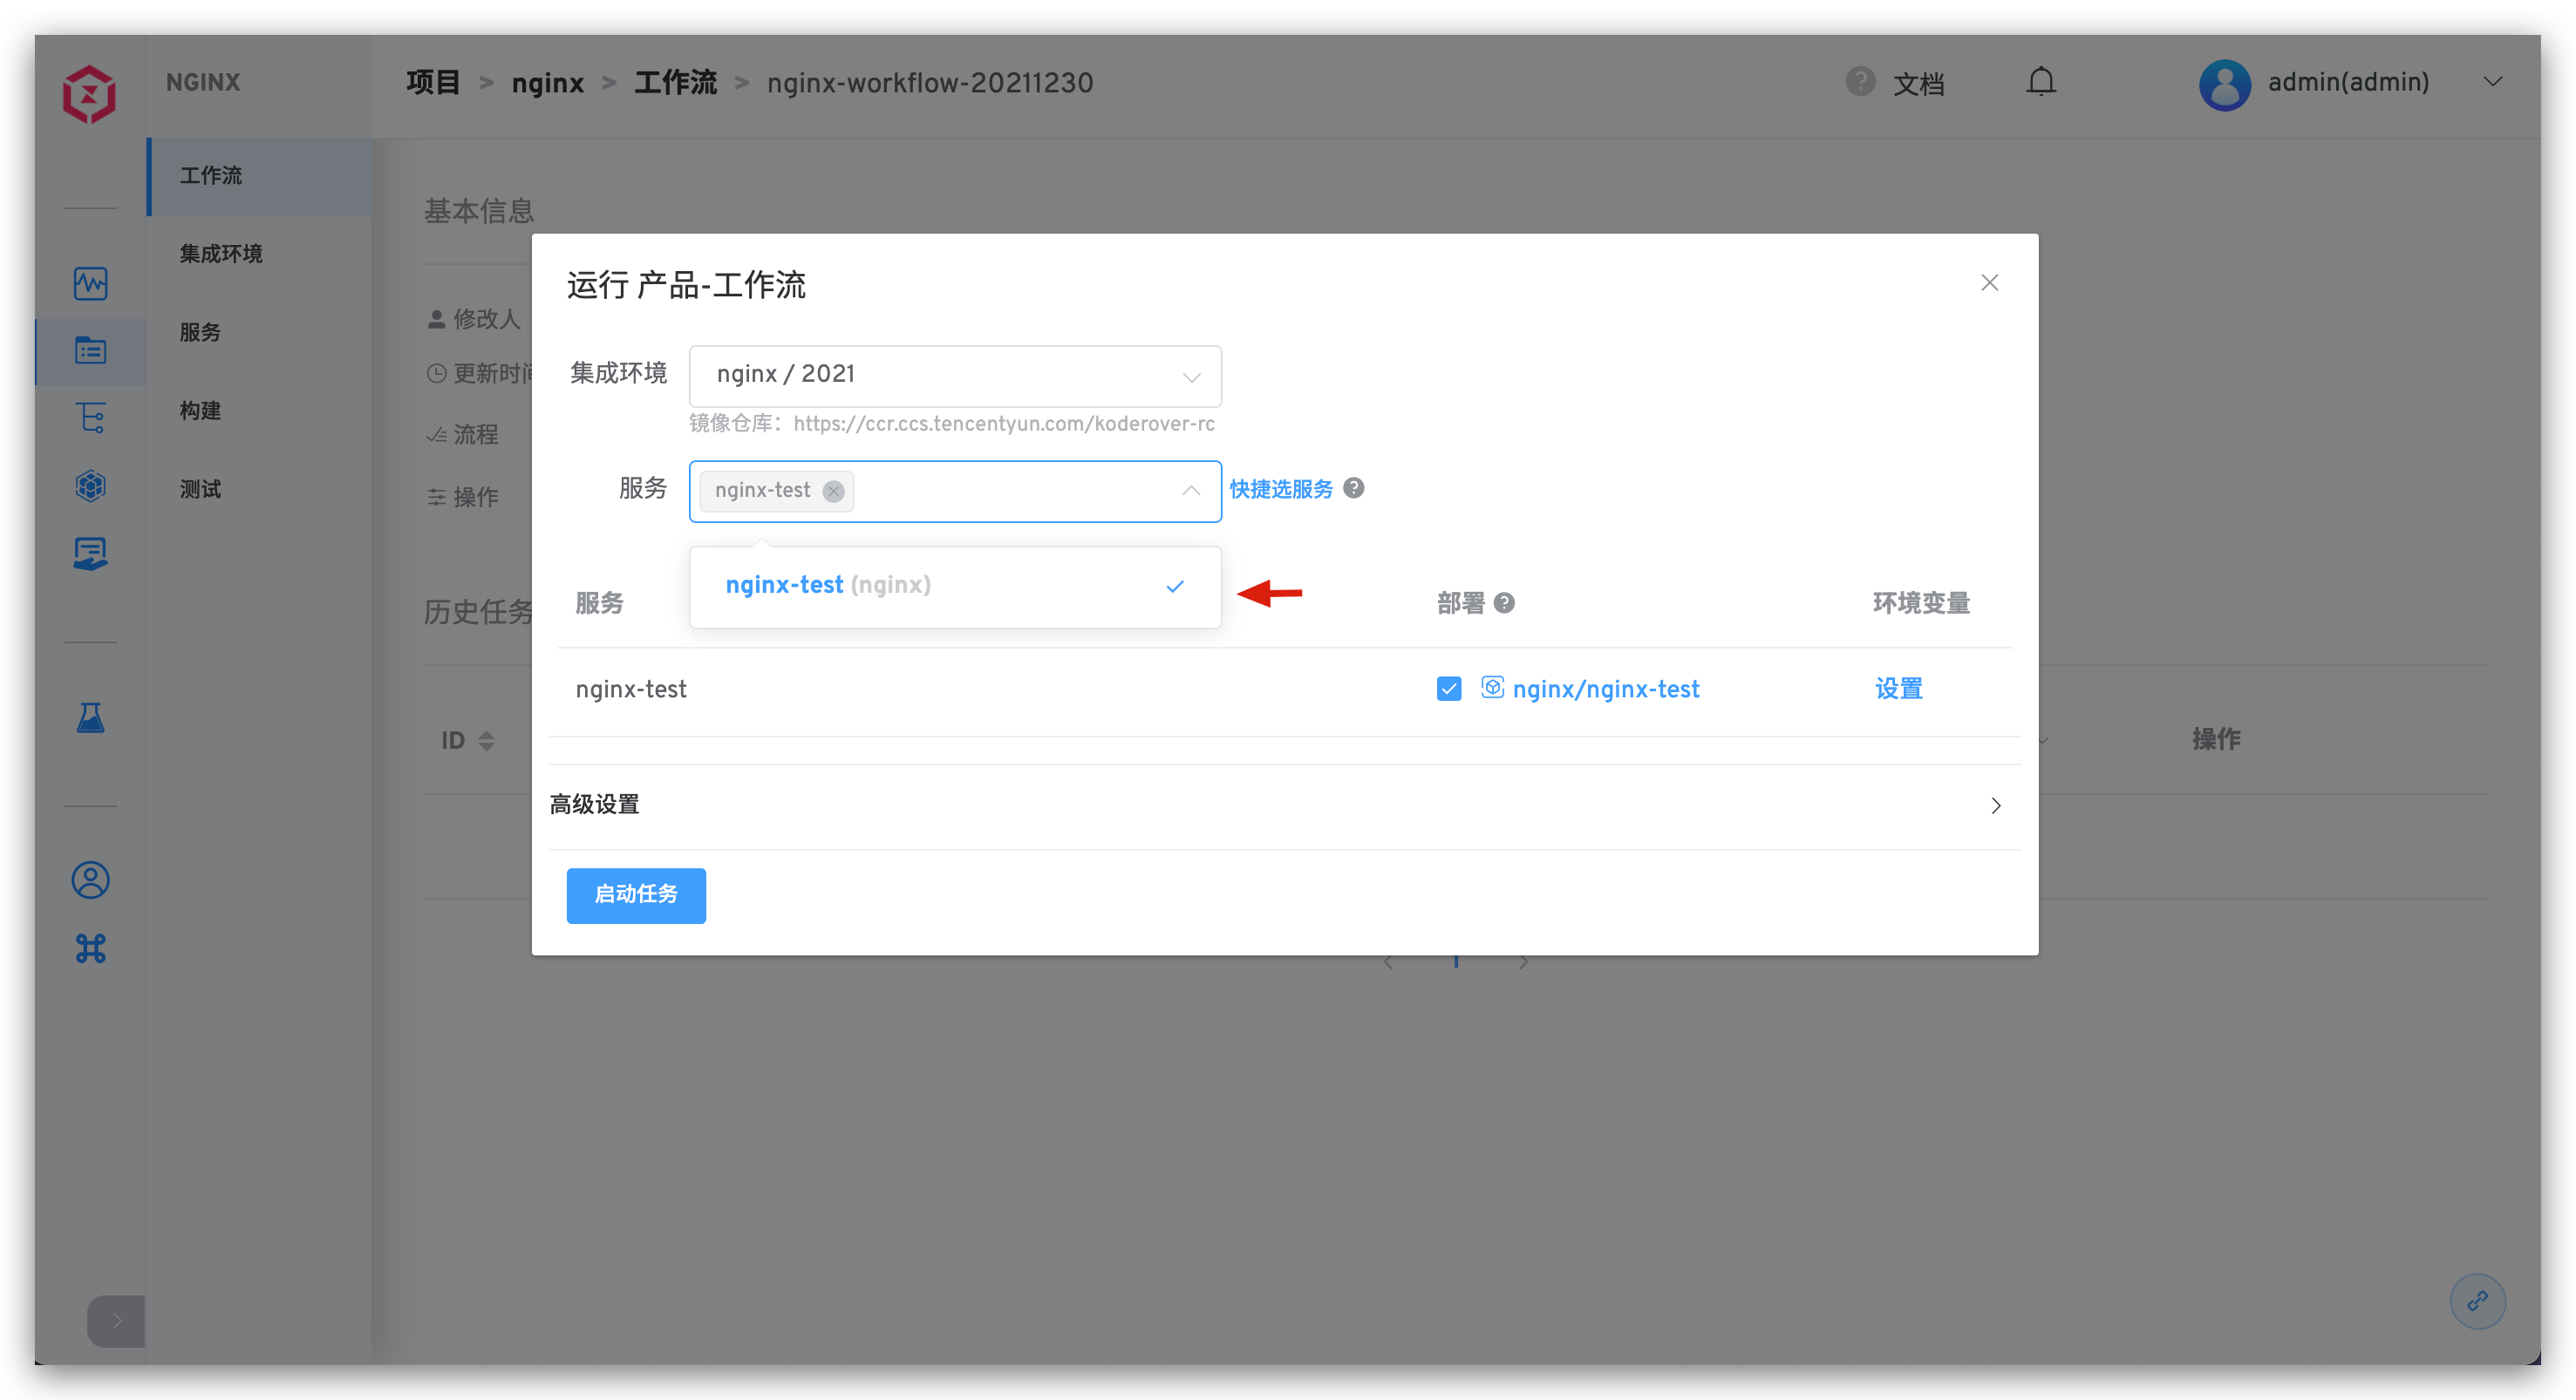 NGINX
项目 > nginx > 工作流 > nginx-workflow-20211230
? 文档
admin(admin)
工作流
集成环境
服务
构建
测试
基本信息
修改人
更新时间
流程
操作
历史任务
ID
操作
运行 产品-工作流
集成环境
nginx / 2021
镜像仓库：https://ccr.ccs.tencentyun.com/koderover-rc
服务
nginx-test
快捷选服务 ?
nginx-test (nginx)
服务
部署 ?
环境变量
nginx-test
nginx/nginx-test
设置
高级设置
启动任务
1